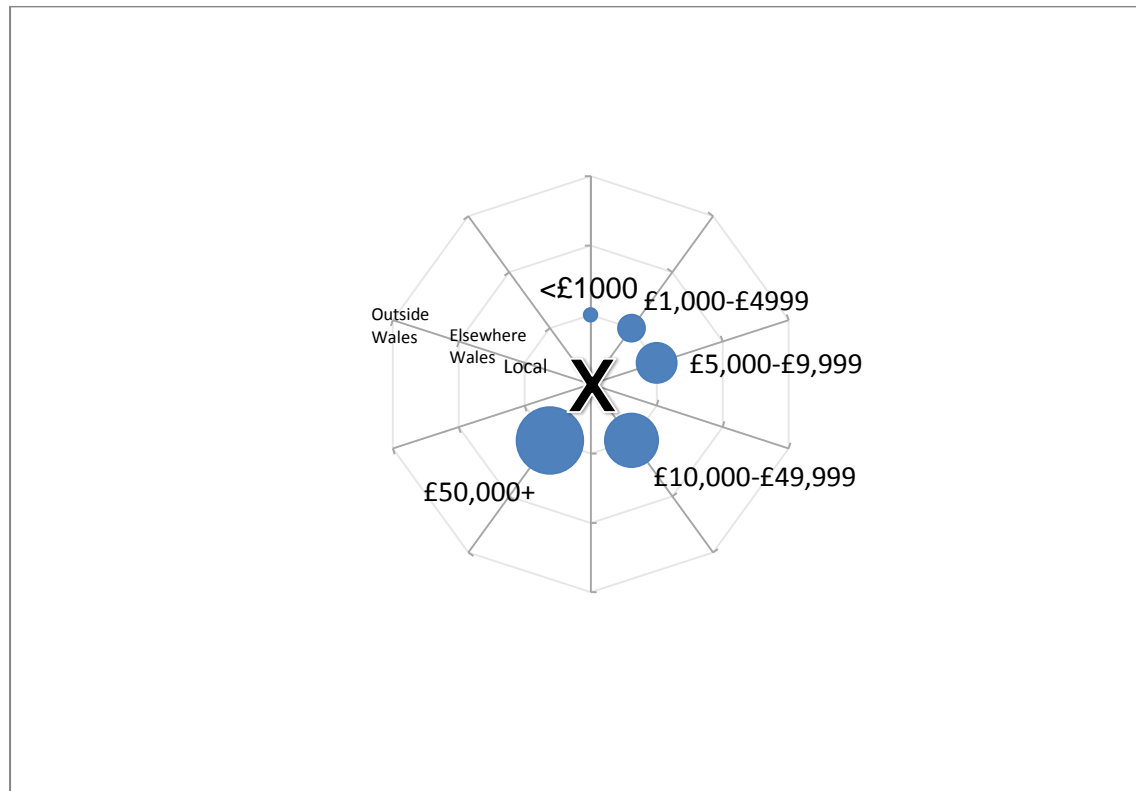 <£1000
£1,000-£4999
Outside
Wales
Elsewhere
Wales
Local
£5,000-£9,999
X
£50,000+
£10,000-£49,999